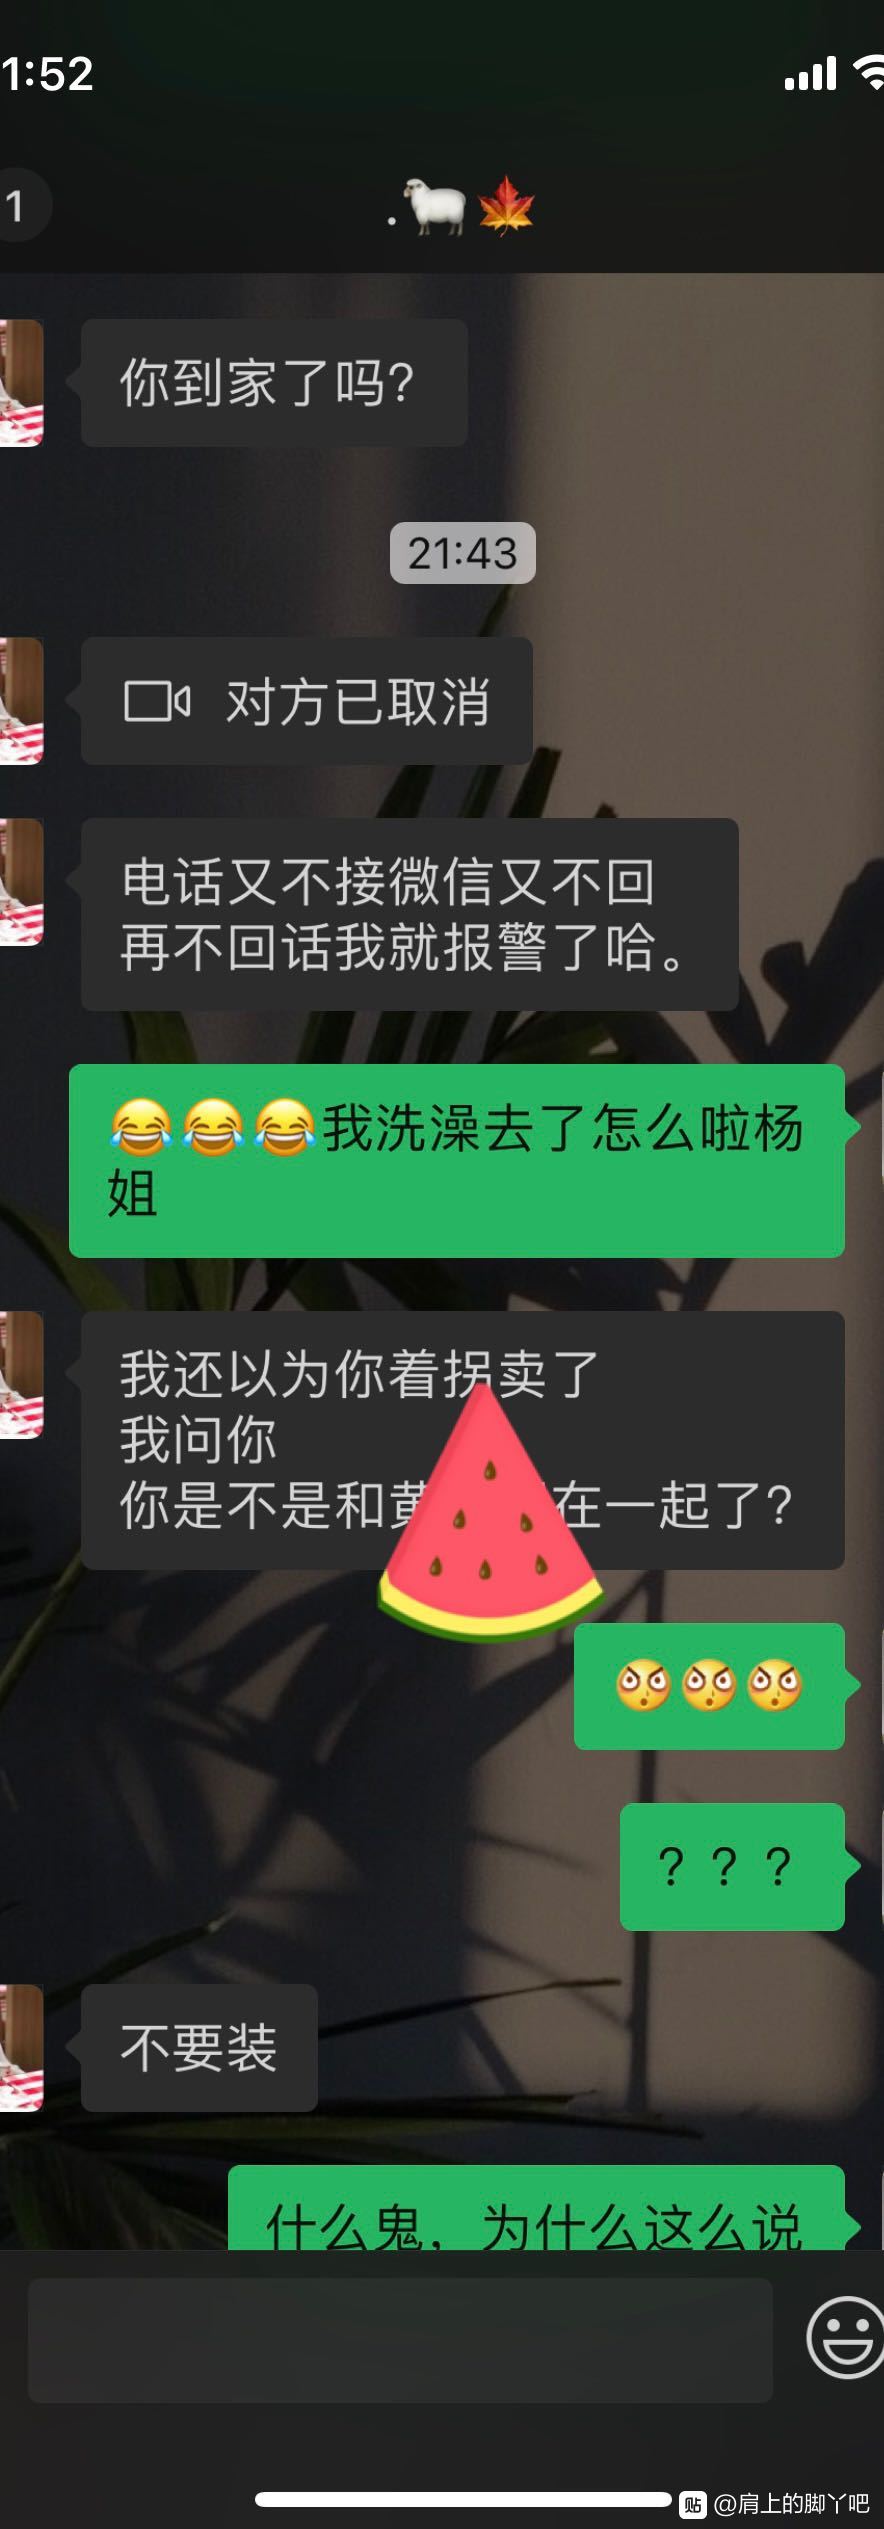 1:52
1
.🐑🍁
你到家了吗?
21:43
对方已取消
电话又不接微信又不回
再不回话我就报警了哈。
😂😂😂我洗澡去了怎么啦杨
姐
我还以为你着拐卖了
我问你
你是不是和黄 在一起了?
？？？
不要装
什么鬼，为什么这么说
贴 @肩上的脚丫吧